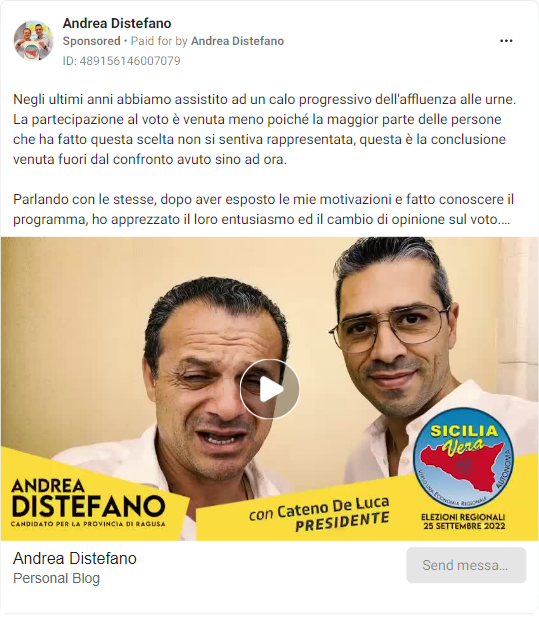 Andrea Distefano
Sponsored • Paid for by Andrea Distefano
ID: 489156146007079
Negli ultimi anni abbiamo assistito ad un calo progressivo dell'affluenza alle urne.
La partecipazione al voto è venuta meno poiché la maggior parte delle persone
che ha fatto questa scelta non si sentiva rappresentata, questa è la conclusione
venuta fuori dal confronto avuto sino ad ora.
Parlando con le stesse, dopo aver esposto le mie motivazioni e fatto conoscere il
programma, ho apprezzato il loro entusiasmo ed il cambio di opinione sul voto....
SICILIA
Vera
AUTONOMIA
ANDREA
DISTEFANO
CANDIDATO PER LA PROVINCIA DI RAGUSA
con Cateno De Luca
PRESIDENTE
ELEZIONI REGIONALI
25 SETTEMBRE 2022
Andrea Distefano
Personal Blog
Send messa...